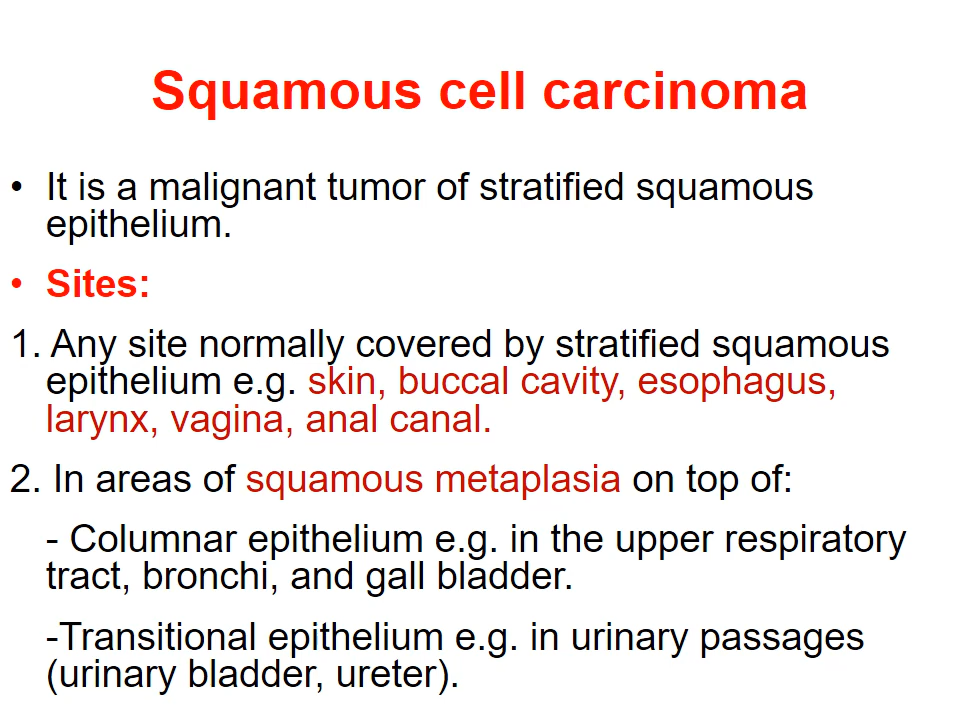 Squamous cell carcinoma
• It is a malignant tumor of stratified squamous
epithelium.
• Sites:
1. Any site normally covered by stratified squamous
epithelium e.g. skin, buccal cavity, esophagus,
larynx, vagina, anal canal.
2. In areas of squamous metaplasia on top of:
- Columnar epithelium e.g. in the upper respiratory
tract, bronchi, and gall bladder.
-Transitional epithelium e.g. in urinary passages
(urinary bladder, ureter).